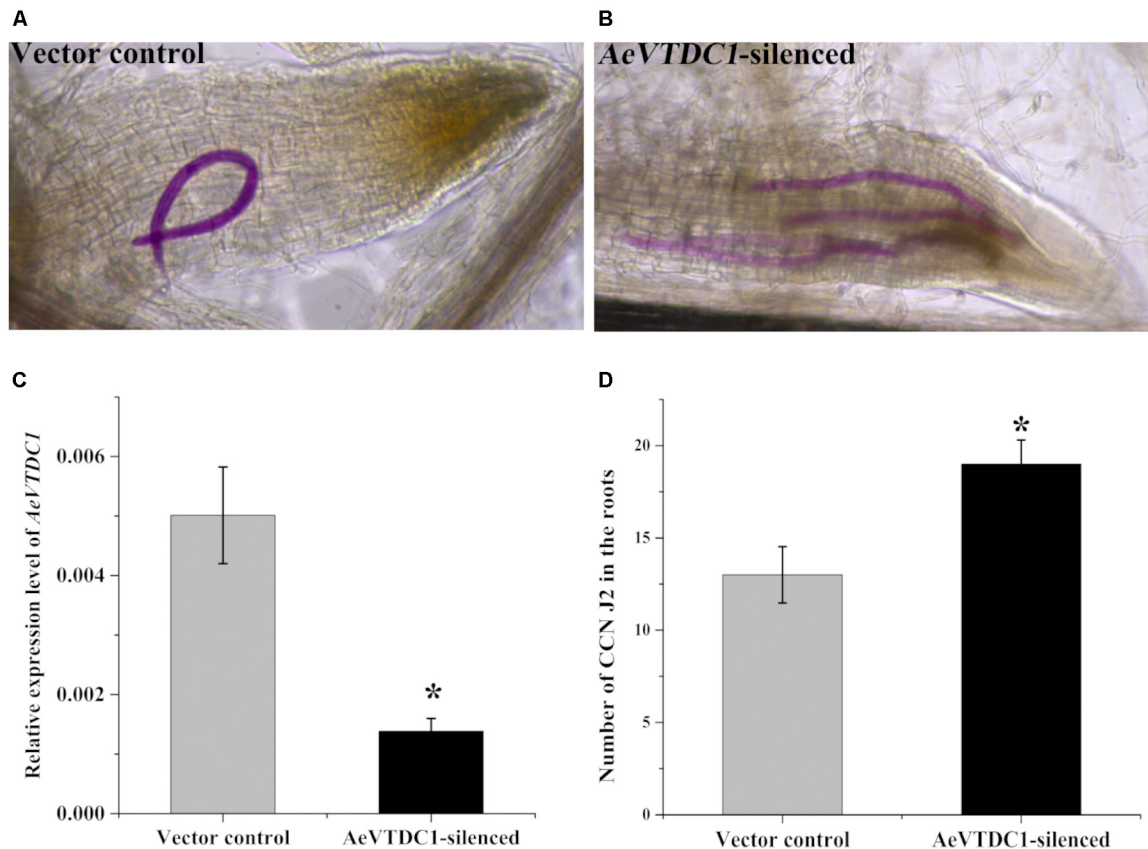 A
B
Vector control
AeVTDC1-silenced
C
D
Relative expression level of AeVTDC1
0.006
0.004
0.002
0.000
*
Vector control
AeVTDC1-silenced
Number of CCN J2 in the roots
20
15
10
5
0
*
Vector control
AeVTDC1-silenced